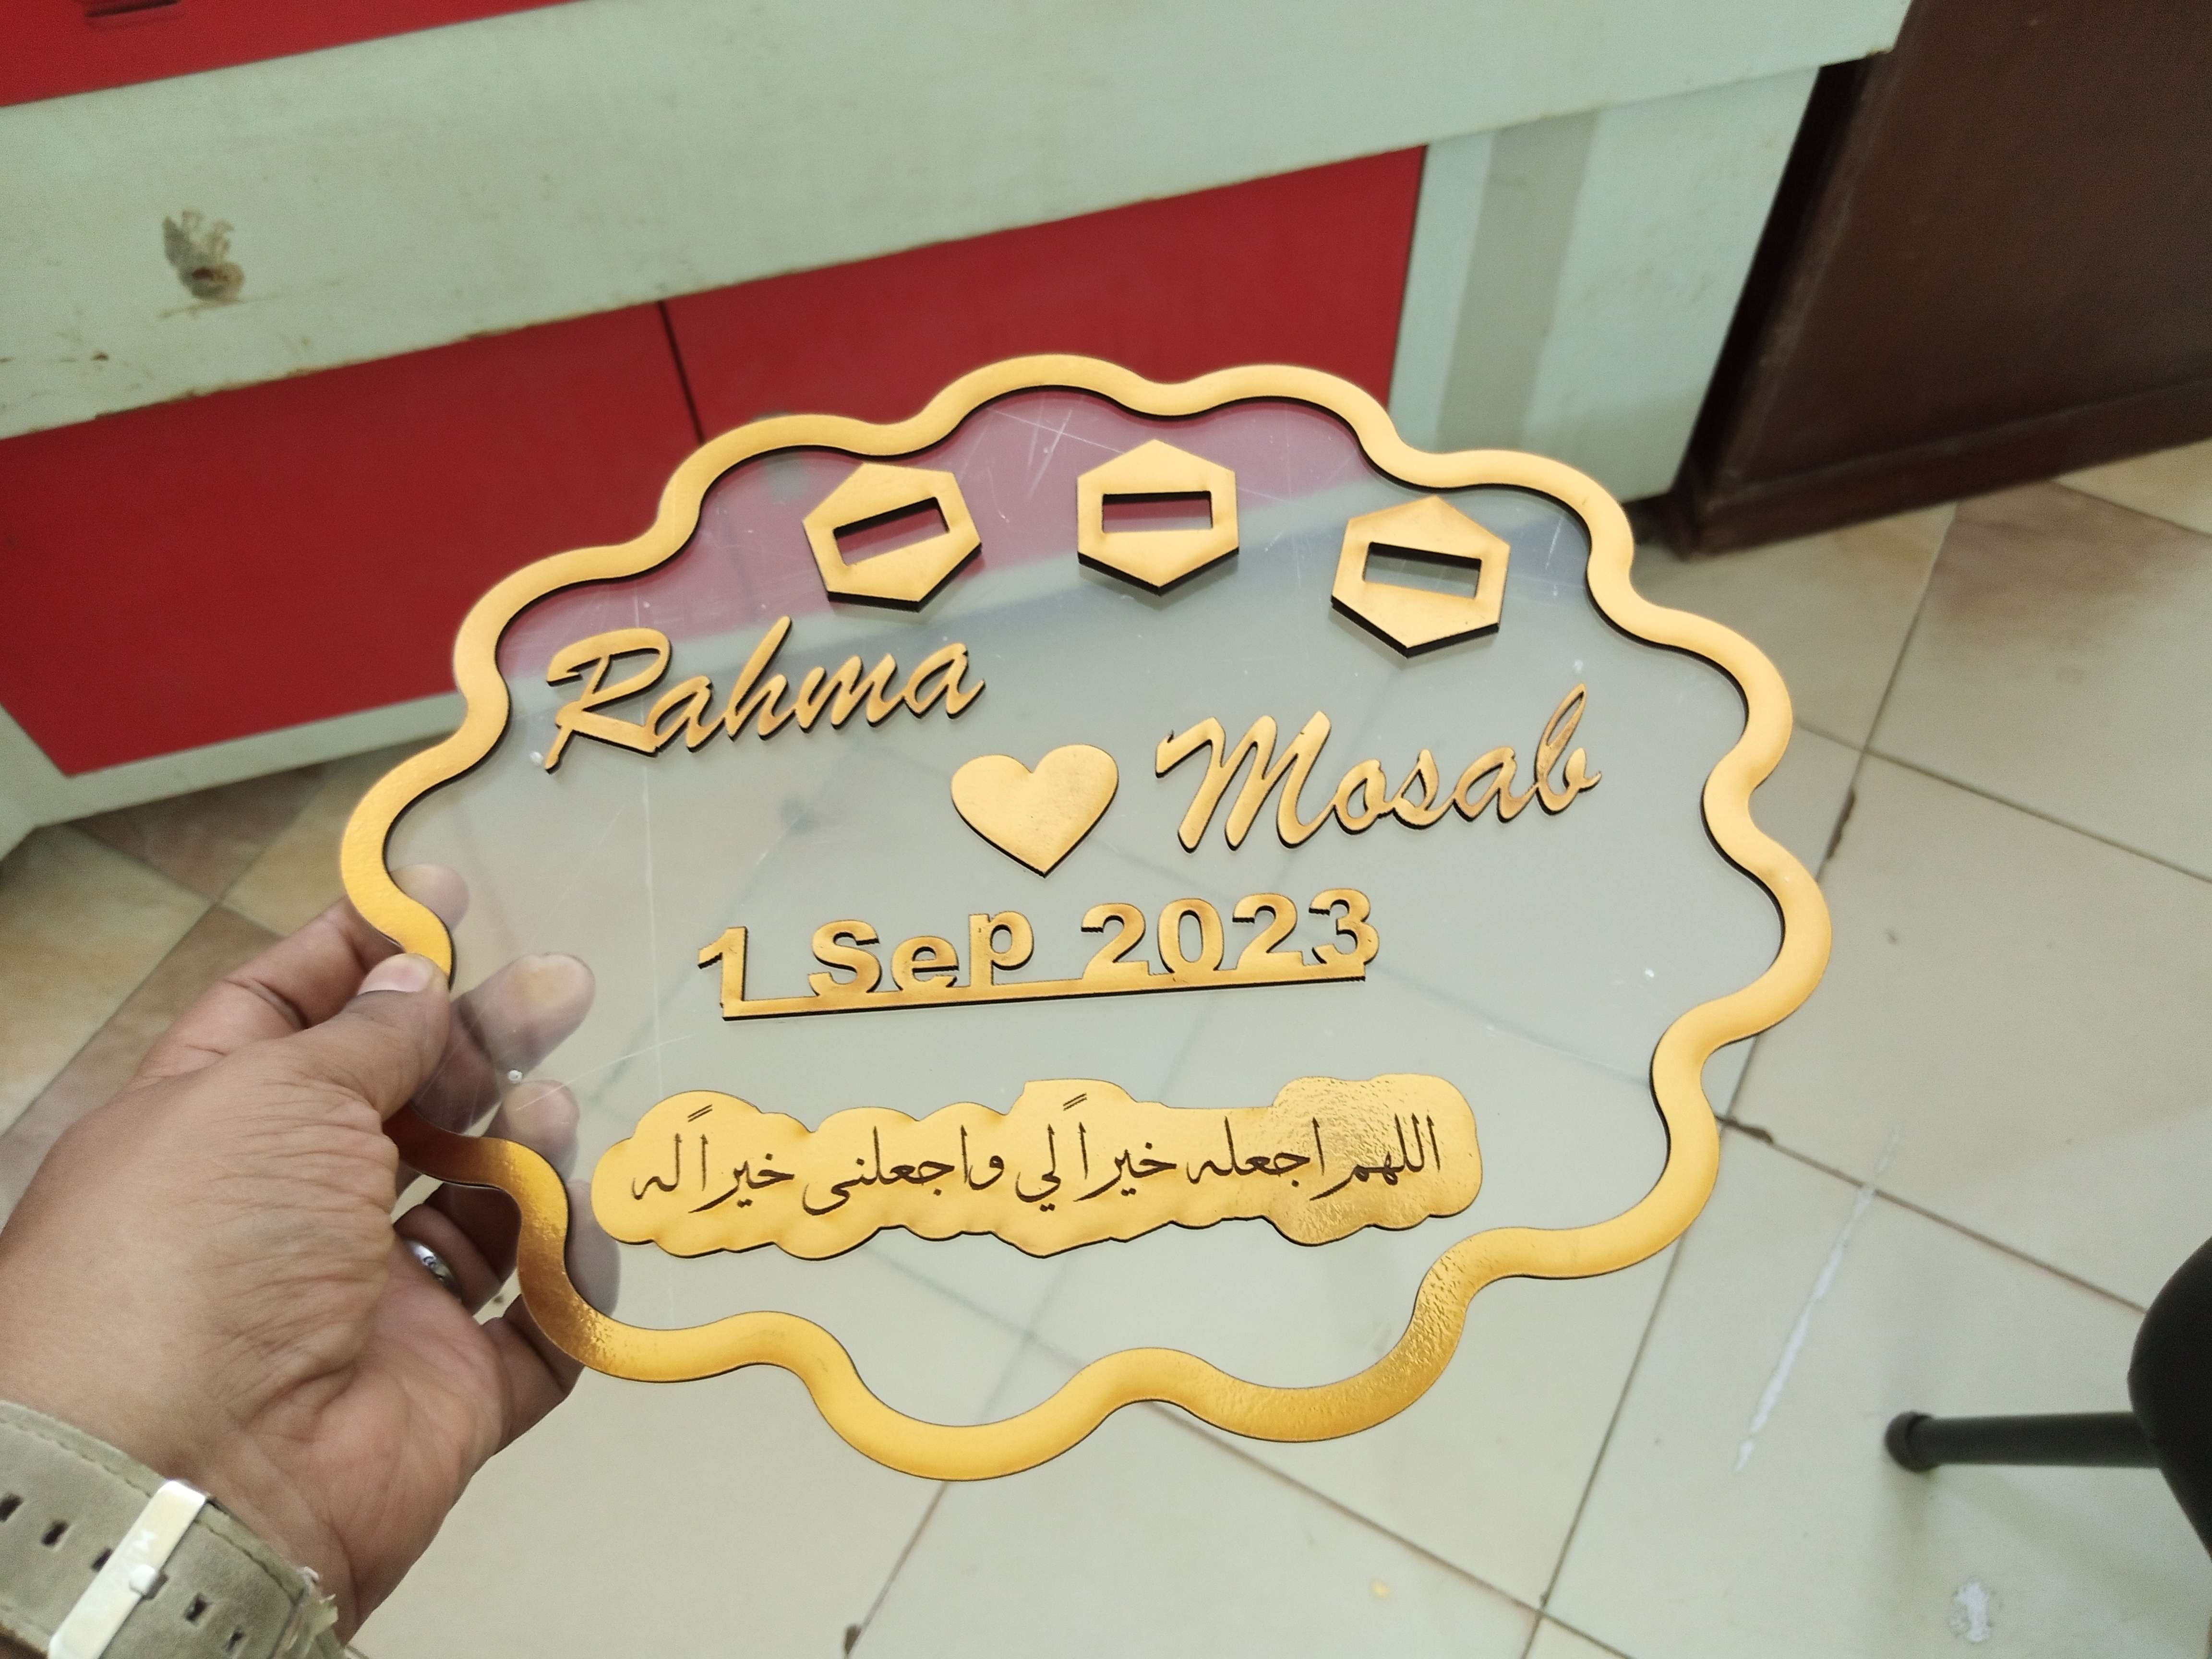 Rahma
Mosab
1 Sep 2023
اللهم اجعله خيراً لي واجعلني خيراً له